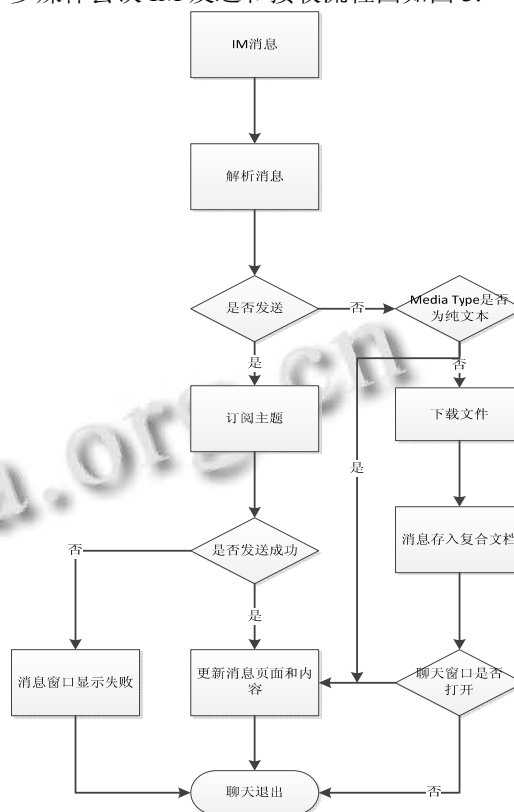 IM消息
解析消息
是否发送
否
Media Type是否
为纯文本
是
否
订阅主题
下载文件
是
消息存入复合文档
否
是否发送成功
是
消息窗口显示失败
更新消息页面和内
容
聊天窗口是否
打开
聊天退出
否
a.org.cn